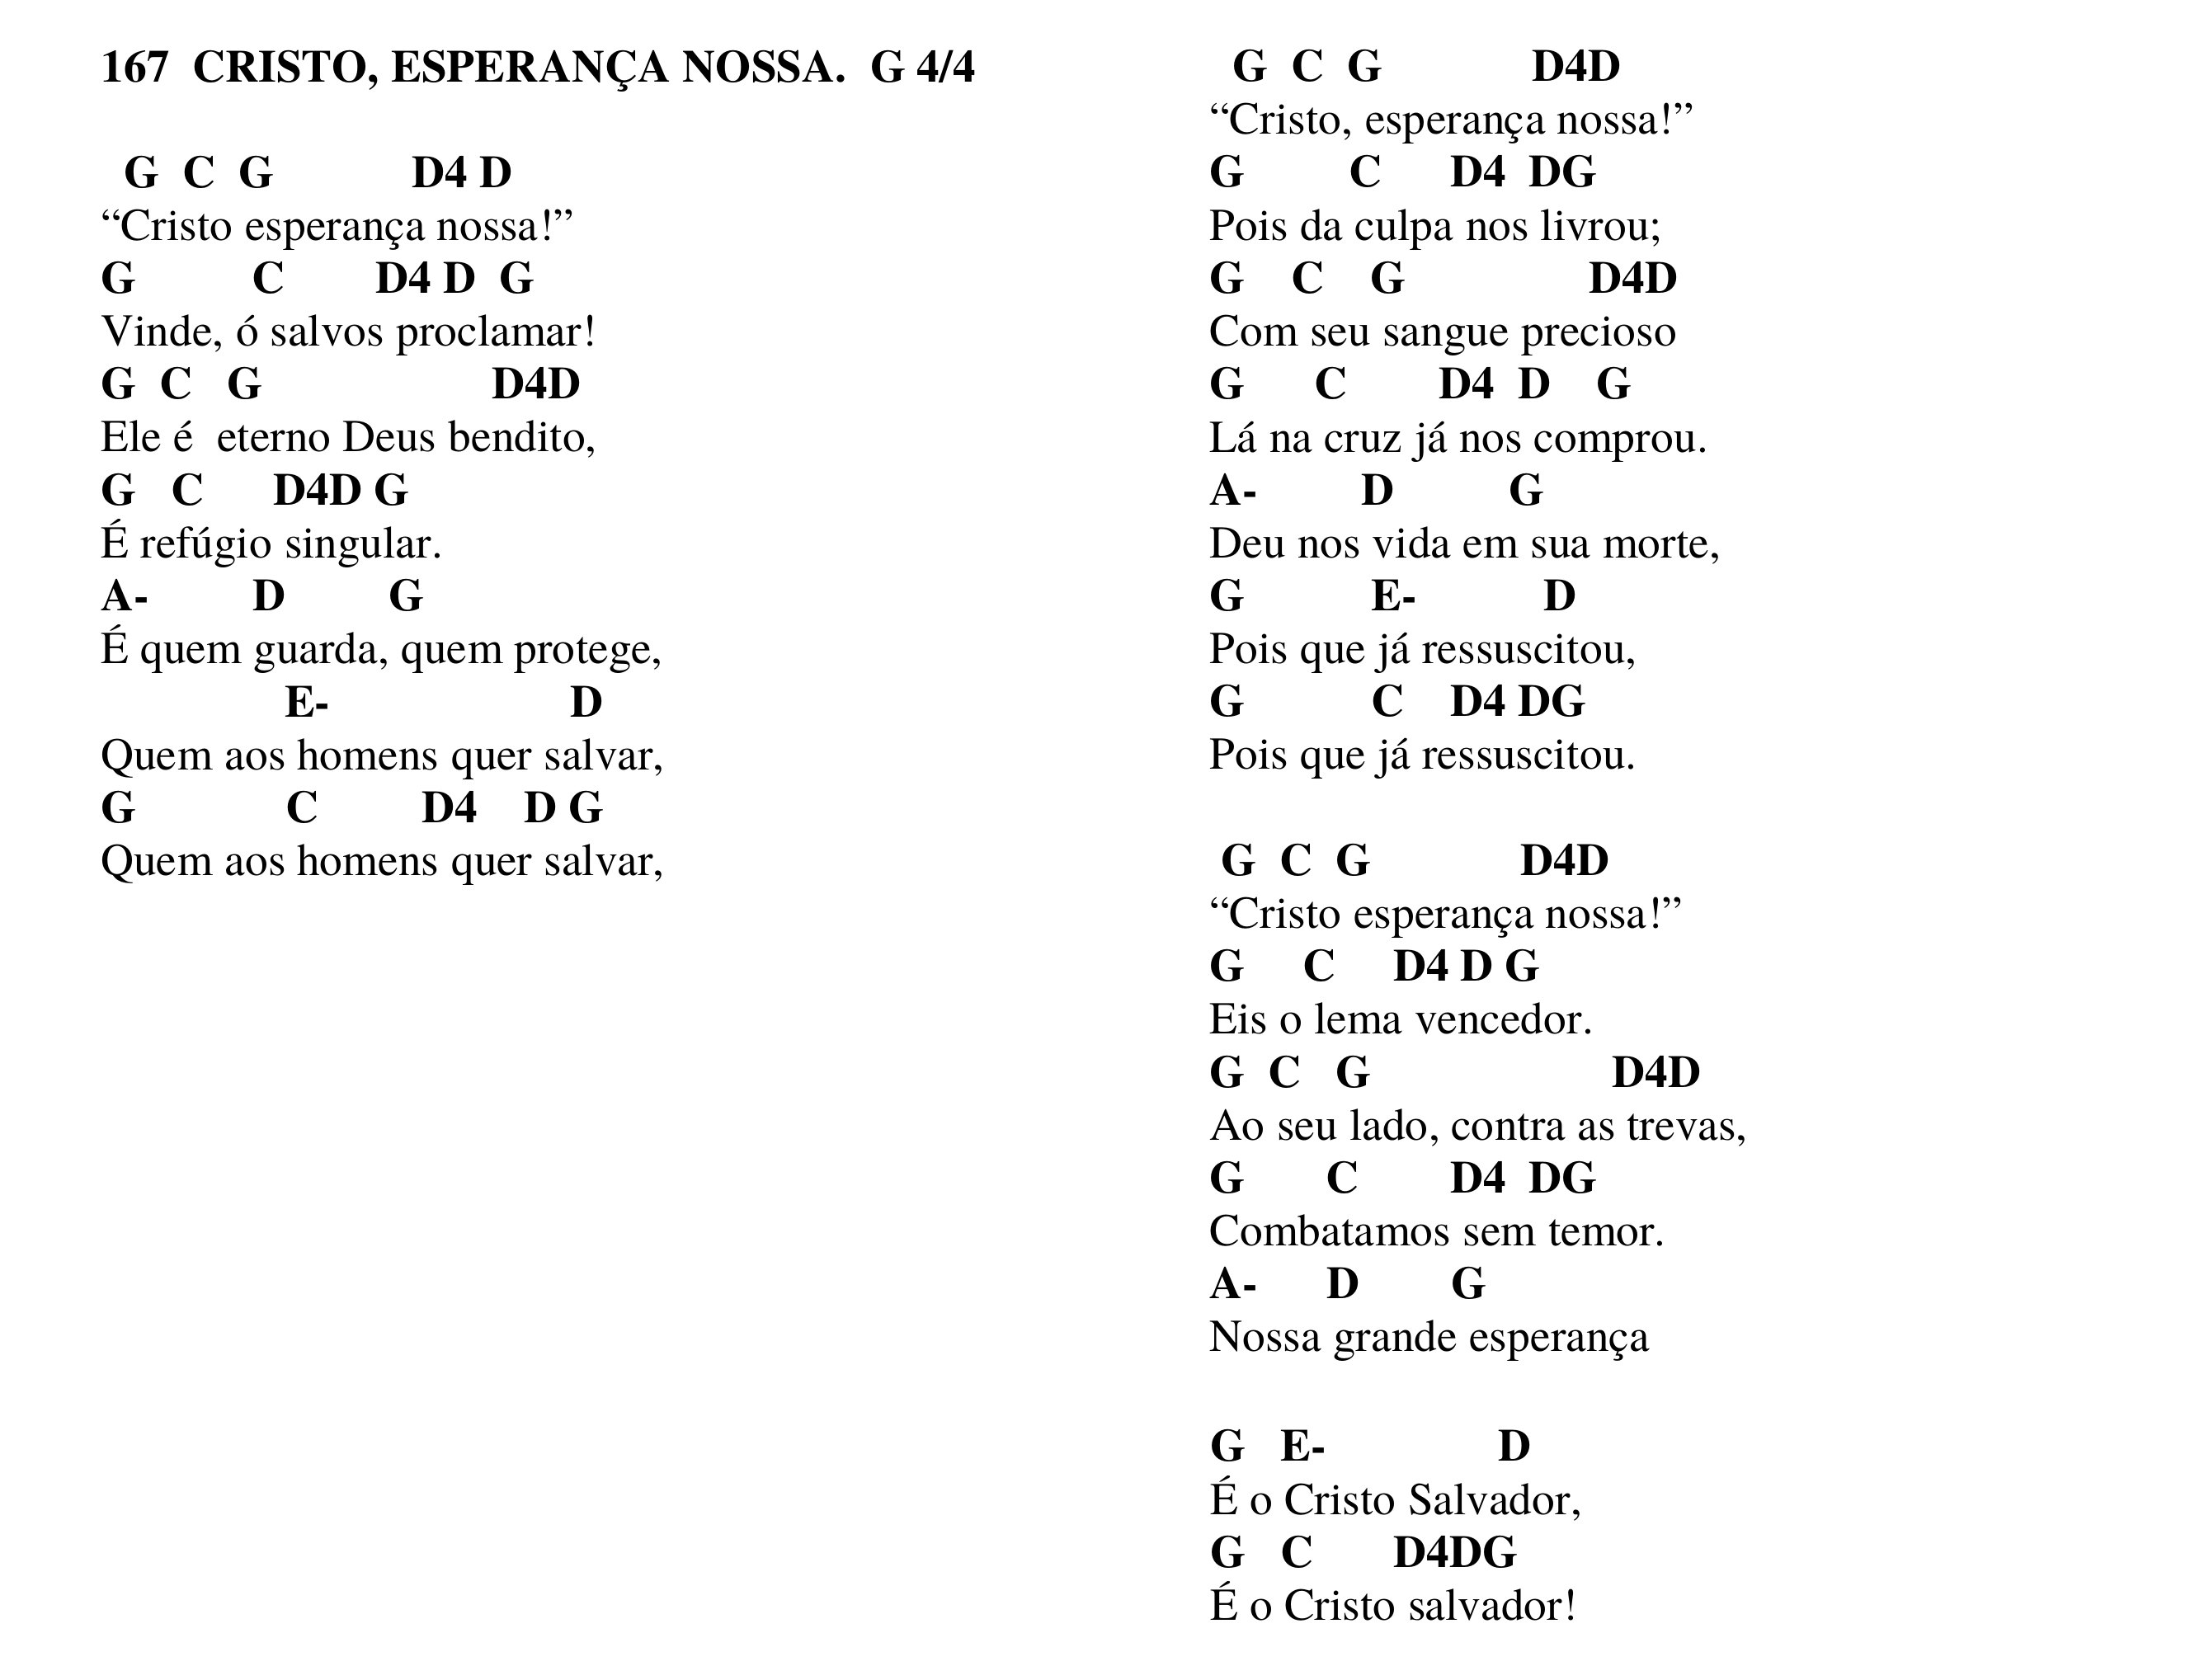 167  CRISTO, ESPERANÇA NOSSA.  G 4/4
G  C  G            D4 D
“Cristo esperança nossa!”
G          C        D4 D  G
Vinde, ó salvos proclamar!
G  C   G                    D4D
Ele é  eterno Deus bendito,
G   C      D4D G
É refúgio singular.
A-         D         G
É quem guarda, quem protege,
E-                     D
Quem aos homens quer salvar,
G             C         D4    D G
Quem aos homens quer salvar,
G  C  G             D4D
“Cristo, esperança nossa!”
G         C      D4  DG
Pois da culpa nos livrou;
G    C    G                D4D
Com seu sangue precioso
G      C        D4  D    G
Lá na cruz já nos comprou.
A-         D          G
Deu nos vida em sua morte,
G           E-           D
Pois que já ressuscitou,
G           C    D4 DG
Pois que já ressuscitou.
G  C  G             D4D
“Cristo esperança nossa!”
G     C     D4 D G
Eis o lema vencedor.
G  C   G                     D4D
Ao seu lado, contra as trevas,
G       C        D4  DG
Combatamos sem temor.
A-      D        G
Nossa grande esperança
G   E-               D
É o Cristo Salvador,
G   C       D4DG
É o Cristo salvador!